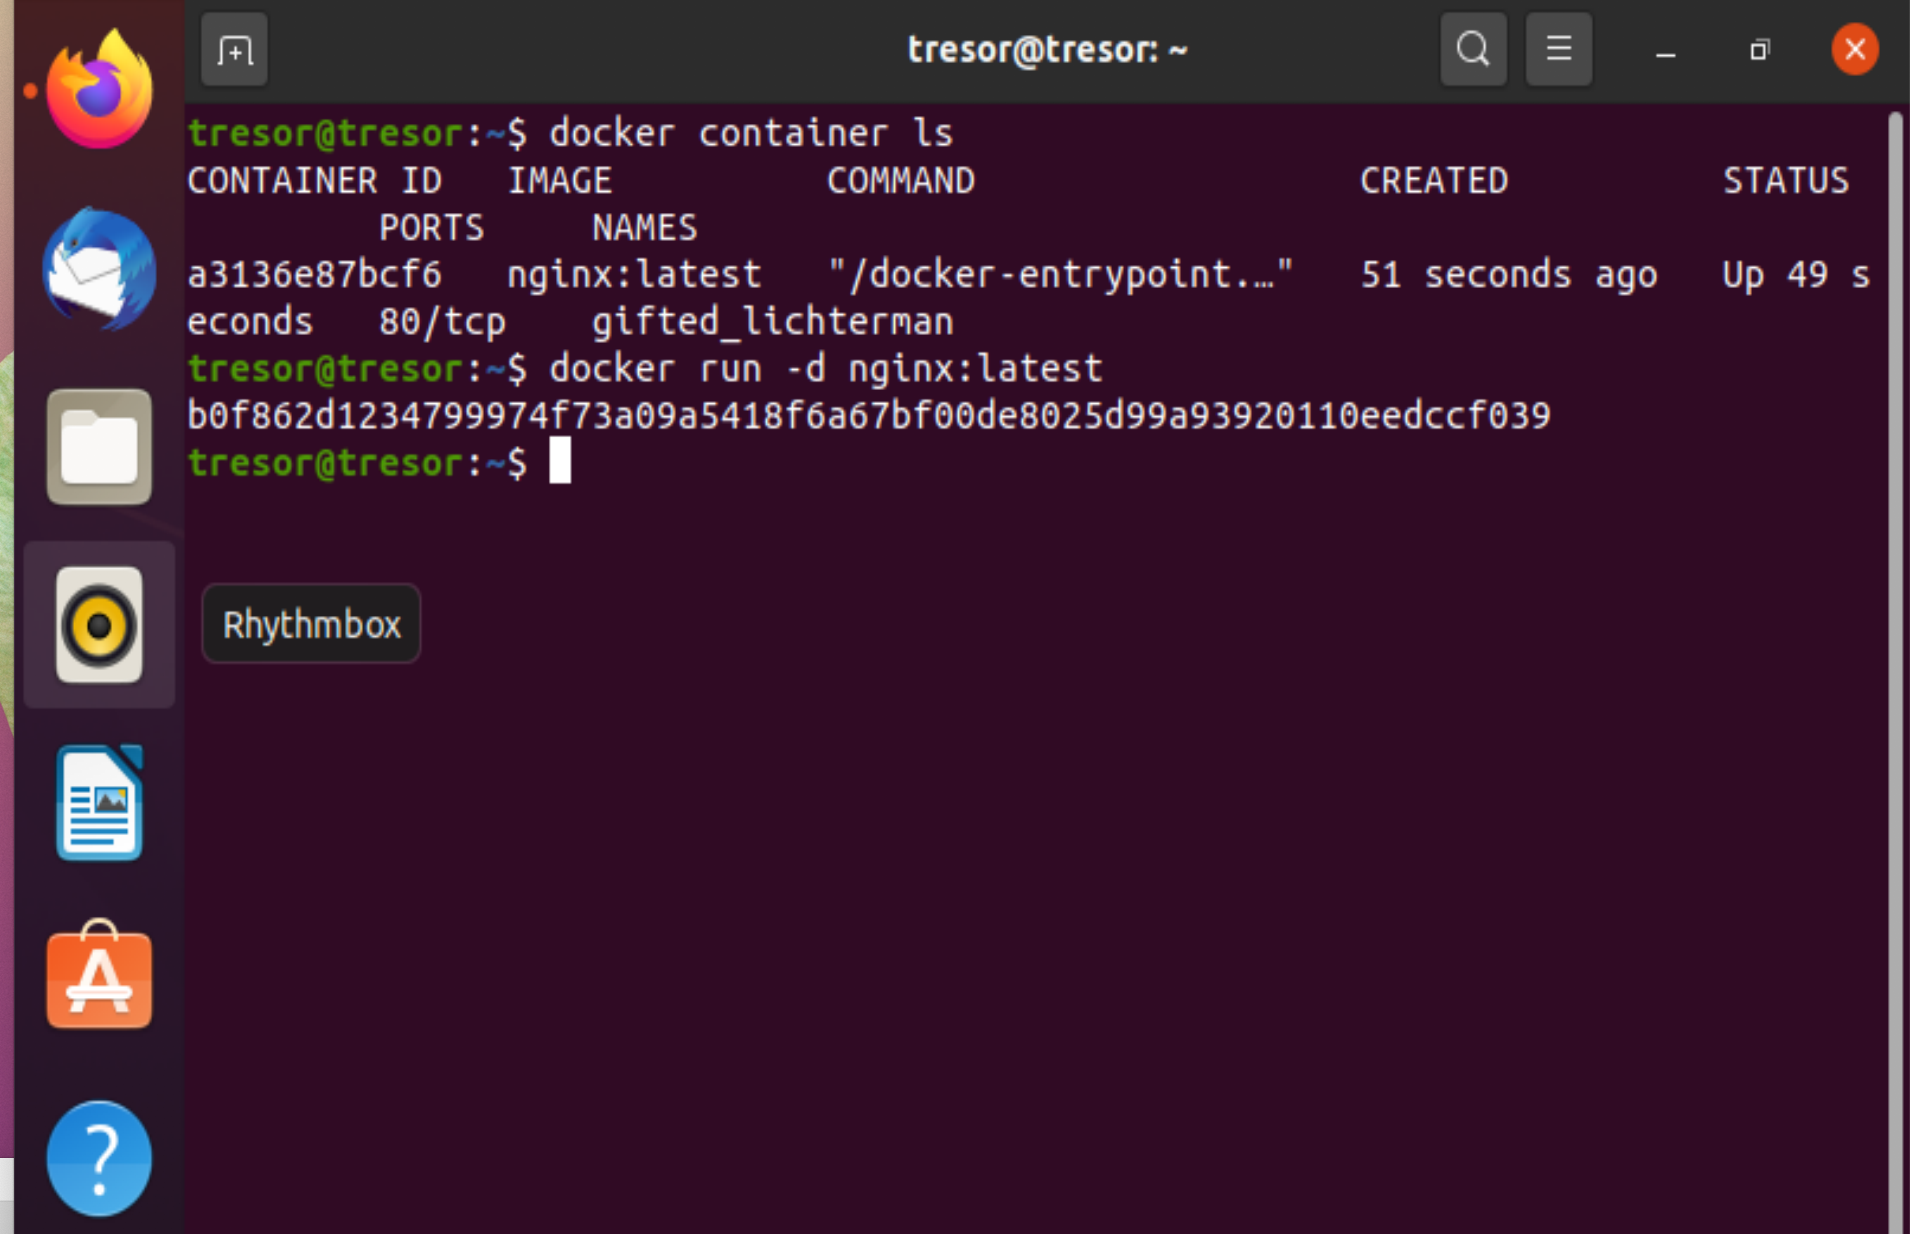 tresor@tresor: ~
tresor@tresor:~$ docker container ls
CONTAINER ID   IMAGE          COMMAND                  CREATED          STATUS
         PORTS     NAMES
a3136e87bcf6   nginx:latest   "/docker-entrypoint.…"   51 seconds ago   Up 49 s
econds   80/tcp    gifted_lichterman
tresor@tresor:~$ docker run -d nginx:latest
b0f862d1234799974f73a09a5418f6a67bf00de8025d99a93920110eedccf039
tresor@tresor:~$
Rhythmbox